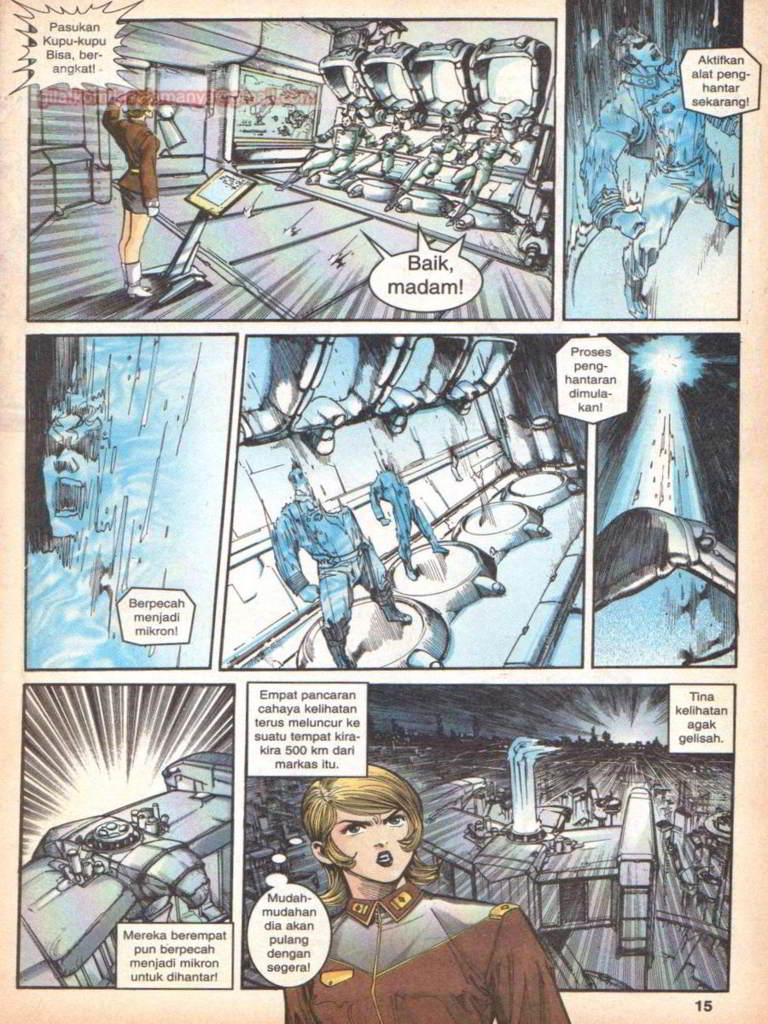 Pasukan
Kupu-kupu
Bisa, ber-
angkat!
Baik,
madam!
Aktifkan
alat peng-
hantar
sekarang!
Berpecah
menjadi
mikron!
Proses
peng-
hantaran
dimula-
kan!
Mereka berempat
pun berpecah
menjadi mikron
untuk dihantar!
Empat pancaran
cahaya kelihatan
terus meluncur ke
suatu tempat kira-
kira 500 km dari
markas itu.
Mudah-
mudahan
dia akan
pulang
dengan
segera!
Tina
kelihatan
agak
gelisah.
15